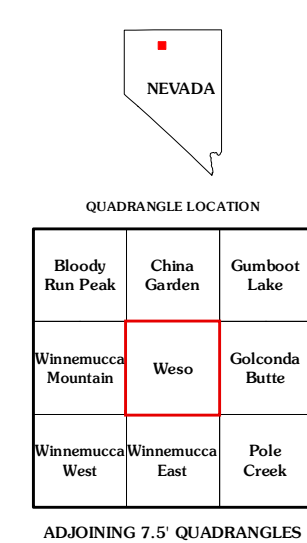 NEVADA
QUADRANGLE LOCATION
Bloody
Run Peak
China
Garden
Gumboot
Lake
Winnemucca
Mountain
Weso
Golconda
Butte
Winnemucca
West
Winnemucca
East
Pole
Creek
ADJOINING 7.5' QUADRANGLES